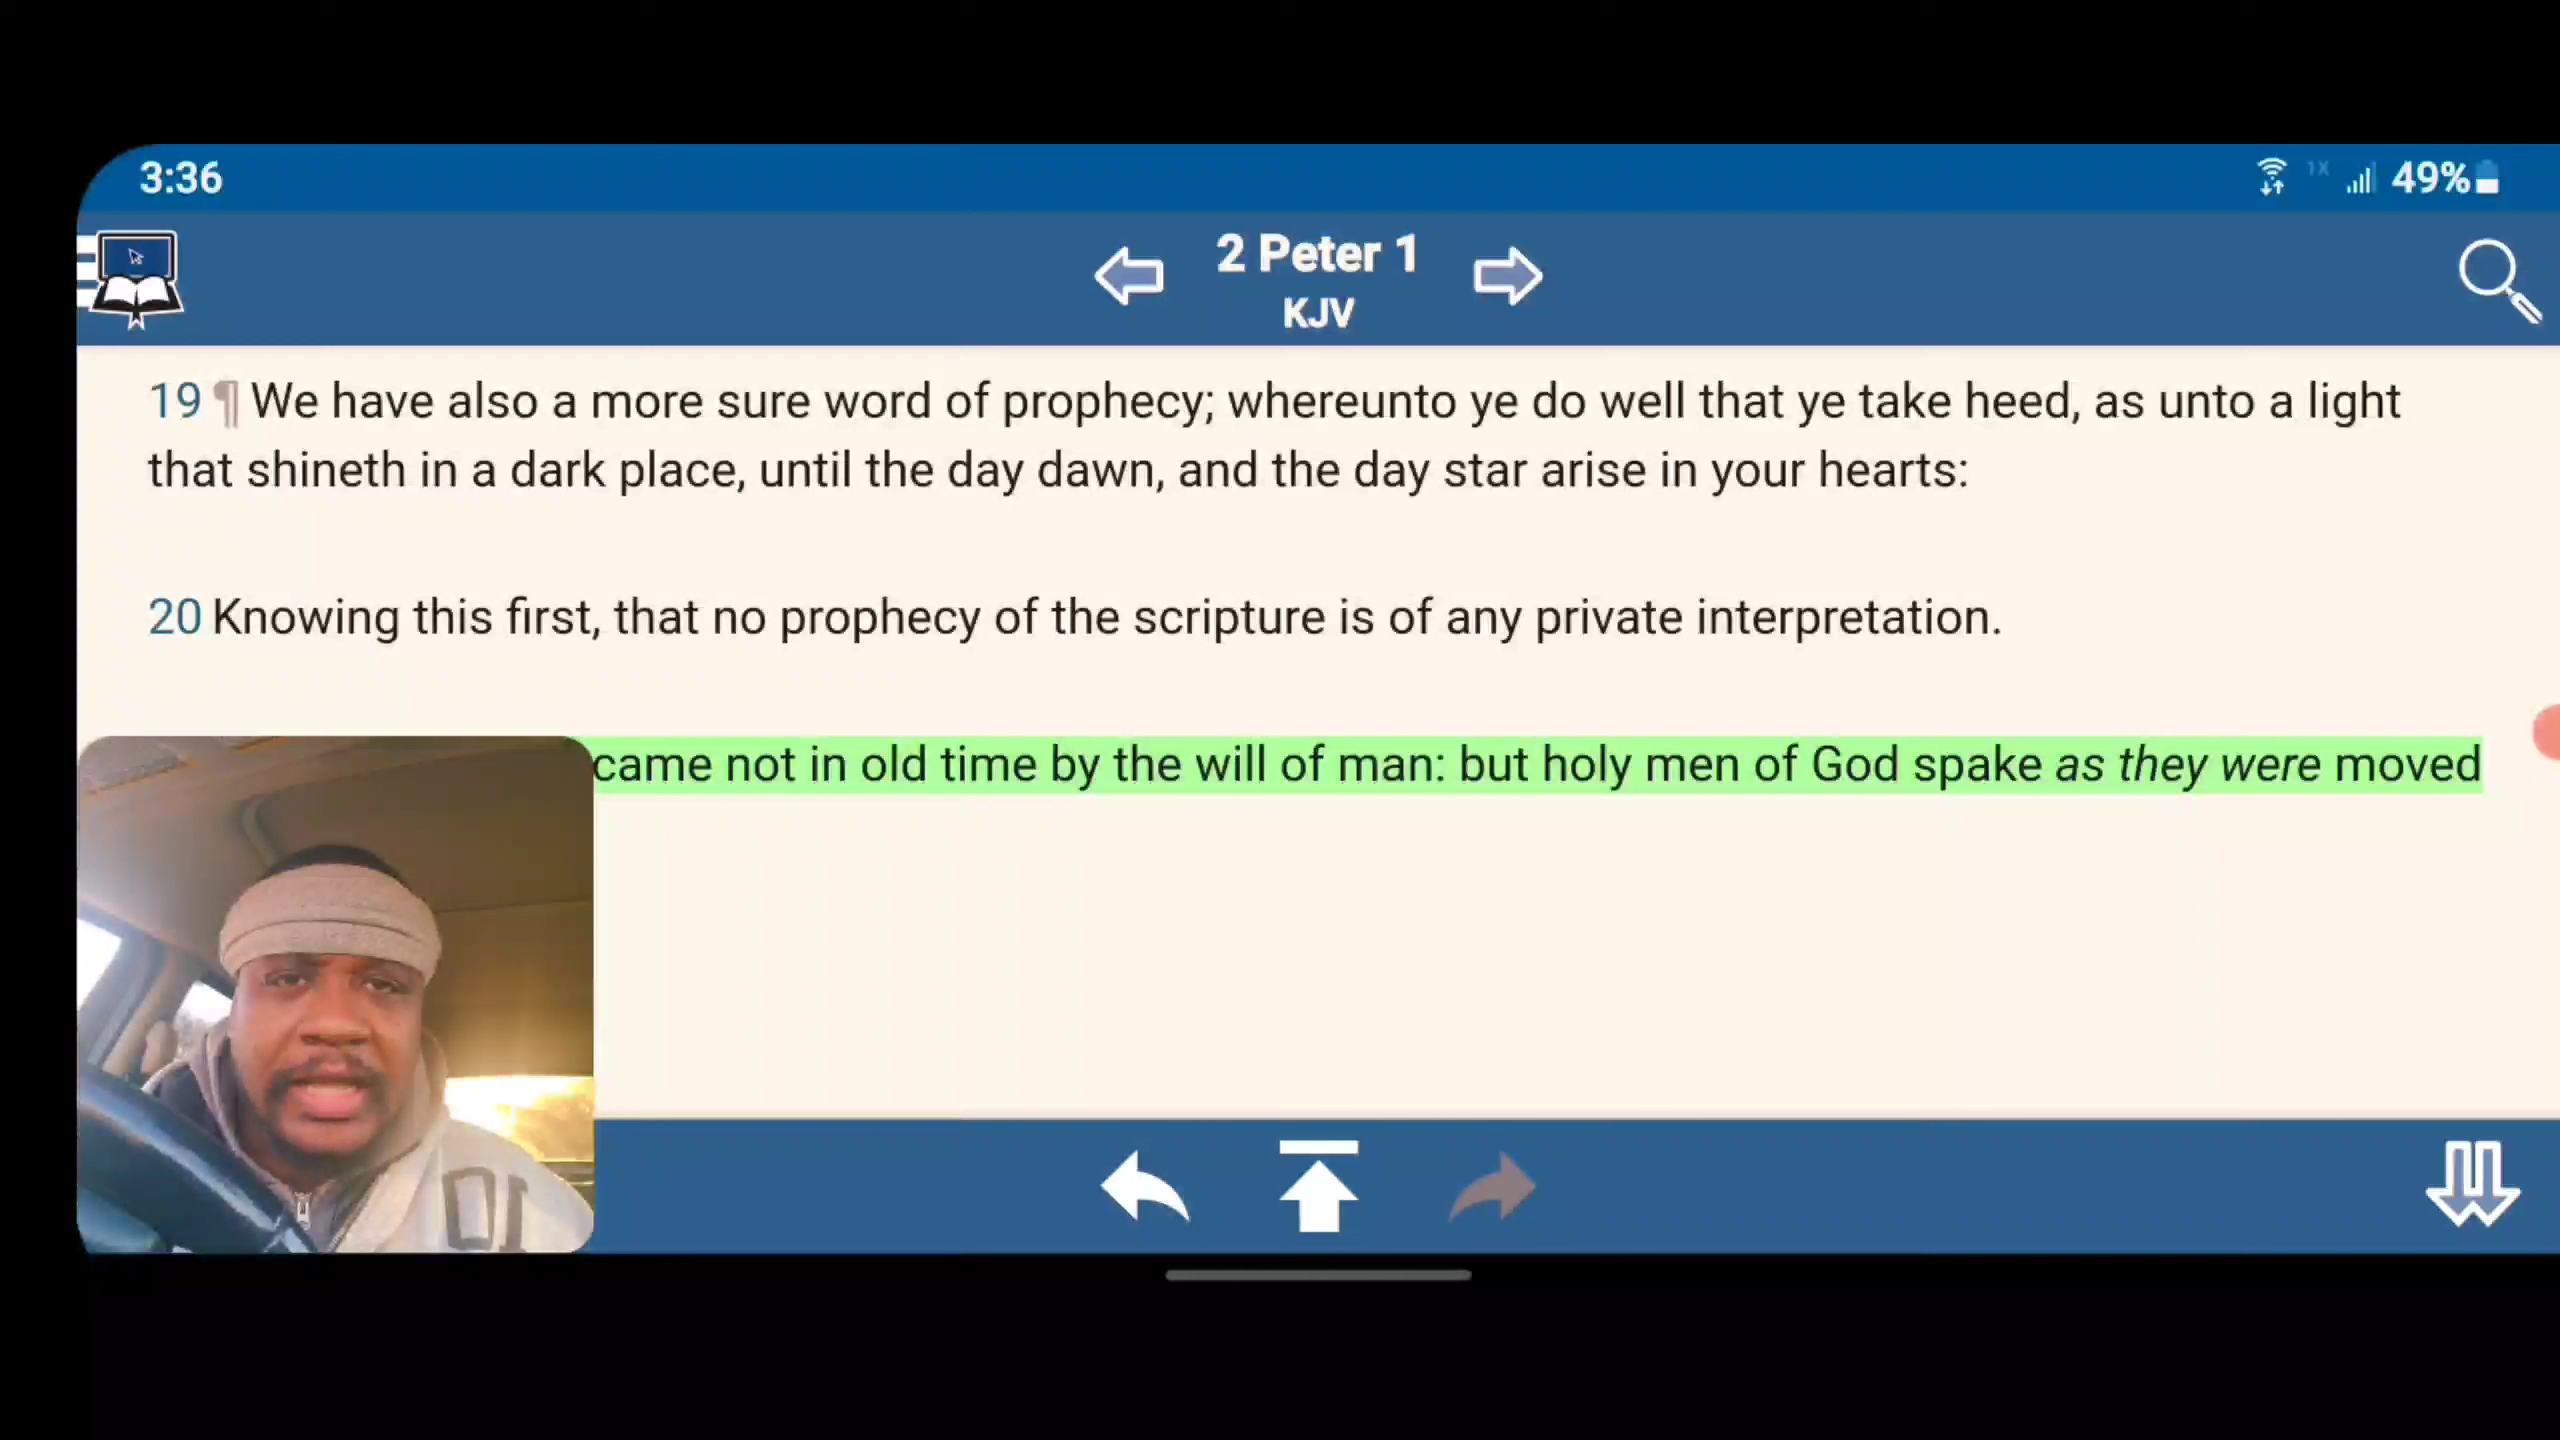 3:36
1X
49%
2 Peter 1
KJV
19 ¶ We have also a more sure word of prophecy; whereunto ye do well that ye take heed, as unto a light
that shineth in a dark place, until the day dawn, and the day star arise in your hearts:
20 Knowing this first, that no prophecy of the scripture is of any private interpretation.
came not in old time by the will of man: but holy men of God spake as they were moved